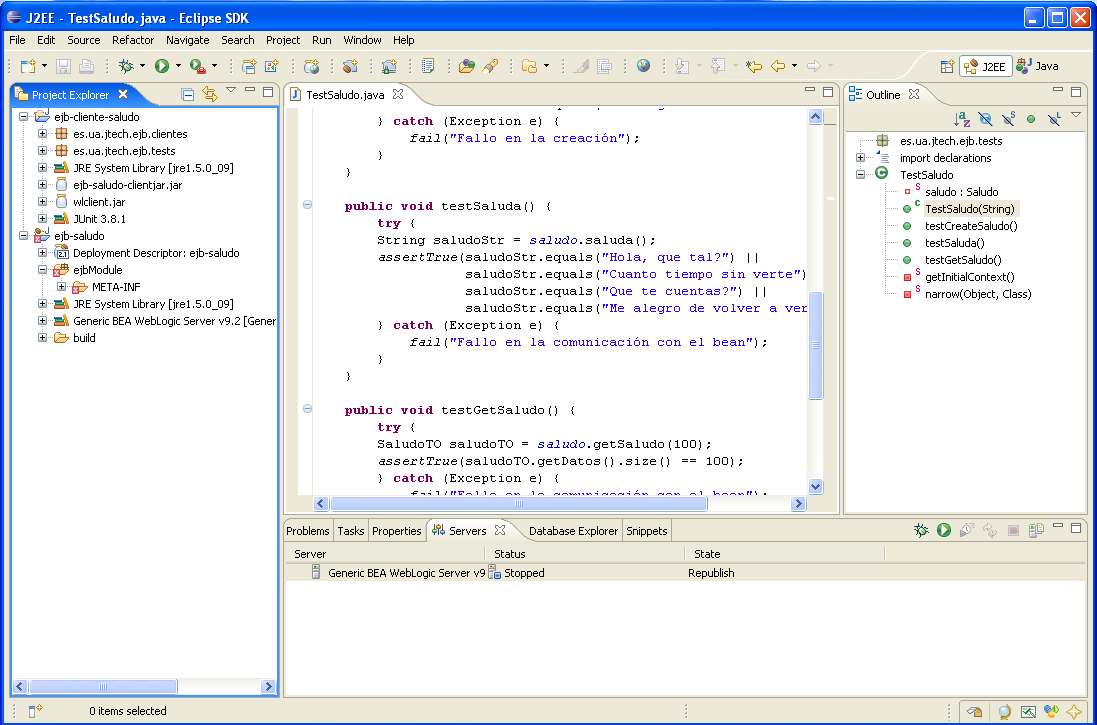 J2EE - TestSaludo.java - Eclipse SDK
File Edit Source Refactor Navigate Search Project Run Window Help
J2EE Java
Project Explorer
ejb-cliente-saludo
es.ua.jtech.ejb.clientes
es.ua.jtech.ejb.tests
JRE System Library [jre1.5.0_09]
ejb-saludo-clientjar.jar
wlclient.jar
JUnit 3.8.1
ejb-saludo
Deployment Descriptor: ejb-saludo
ejbModule
META-INF
JRE System Library [jre1.5.0_09]
Generic BEA WebLogic Server v9.2 [Gener
build
TestSaludo.java
} catch (Exception e) {
fail("Fallo en la creación");
}
}
public void testSaluda() {
try {
String saludoStr = saludo.saluda();
assertTrue(saludoStr.equals("Hola, que tal?") ||
saludoStr.equals("Cuanto tiempo sin verte")
saludoStr.equals("Que te cuentas?") ||
saludoStr.equals("Me alegro de volver a ver
} catch (Exception e) {
fail("Fallo en la comunicación con el bean");
}
}
public void testGetSaludo() {
try {
SaludoTO saludoTO = saludo.getSaludo(100);
assertTrue(saludoTO.getDatos().size() == 100);
} catch (Exception e) {
fail("Fallo en la comunicación con el bean");
Outline
es.ua.jtech.ejb.tests
import declarations
TestSaludo
saludo : Saludo
TestSaludo(String)
testCreateSaludo()
testSaluda()
testGetSaludo()
getInitialContext()
narrow(Object, Class)
Problems Tasks Properties Servers Database Explorer Snippets
Server Status State
Generic BEA WebLogic Server v9 Stopped Republish
0 items selected